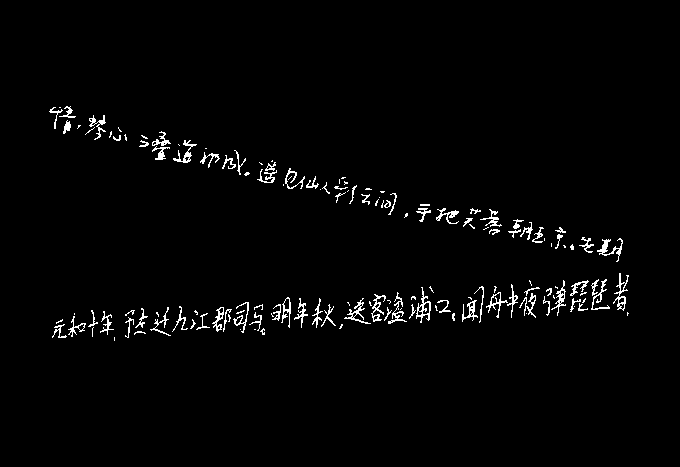 情,琴心三叠道初成。遥见仙人彩云间,手把芙蓉朝玉京。先期
元和十年,予左迁九江郡司马。明年秋,送客湓浦口。闻舟中夜弹琵琶者,